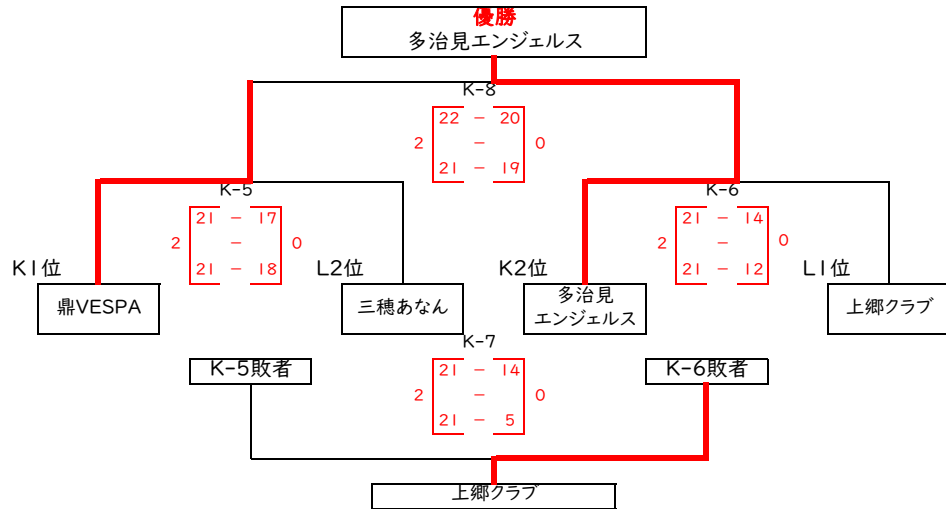 優勝
多治見エンジェルス
K-8
22 - 20
2 - 0
21 - 19
K-5
K-6
21 - 17
2 - 0
21 - 18
21 - 14
2 - 0
21 - 12
K1位
L2位
K2位
L1位
鼎VESPA
三穂あなん
多治見
エンジェルス
上郷クラブ
K-7
K-5敗者
K-6敗者
21 - 14
2 - 0
21 - 5
上郷クラブ